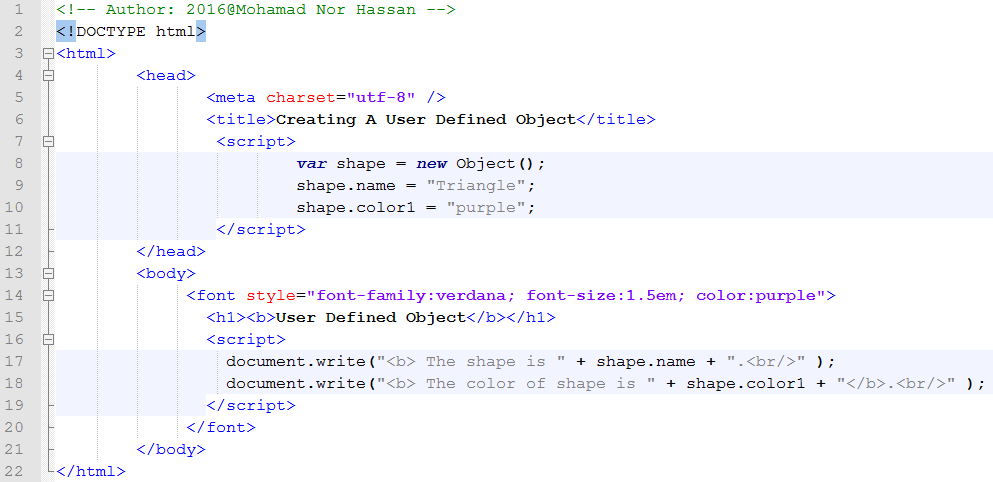 1 <!-- Author: 2016@Mohamad Nor Hassan -->
2 <!DOCTYPE html>
3 <html>
4 <head>
5 <meta charset="utf-8" />
6 <title>Creating A User Defined Object</title>
7 <script>
8 var shape = new Object();
9 shape.name = "Triangle";
10 shape.color1 = "purple";
11 </script>
12 </head>
13 <body>
14 <font style="font-family:verdana; font-size:1.5em; color:purple">
15 <h1><b>User Defined Object</b></h1>
16 <script>
17 document.write("<b> The shape is " + shape.name + ".<br/>" );
18 document.write("<b> The color of shape is " + shape.color1 + "</b>.<br/>" );
19 </script>
20 </font>
21 </body>
22 </html>